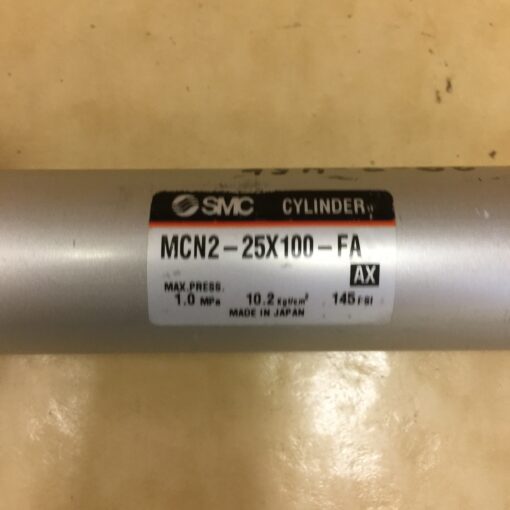 SMC CYLINDER
MCN2-25X100-FA
AX
MAX.PRESS.
1.0 MPa 10.2 kgf/cm² 145 PSI
MADE IN JAPAN